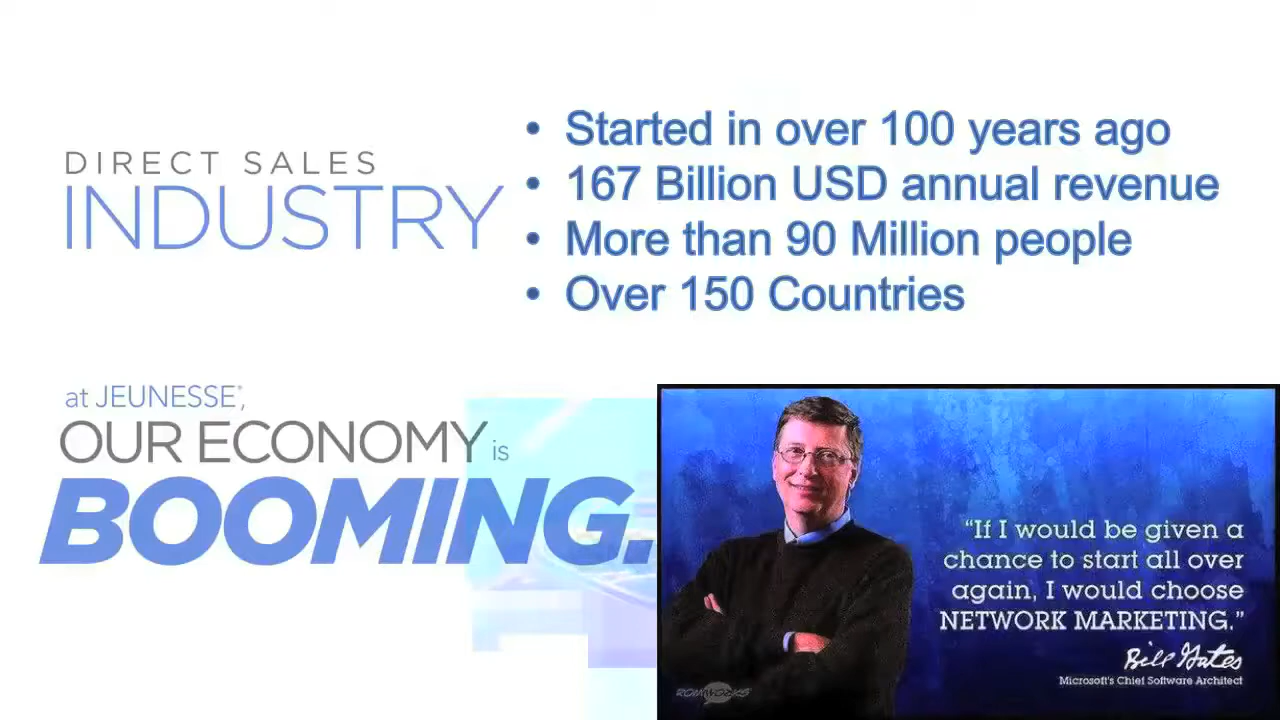 DIRECT SALES
INDUSTRY
• Started in over 100 years ago
• 167 Billion USD annual revenue
• More than 90 Million people
• Over 150 Countries
at JEUNESSE®,
OUR ECONOMY is
BOOMING.
“If I would be given a
chance to start all over
again, I would choose
NETWORK MARKETING.”
Bill Gates
Microsoft's Chief Software Architect